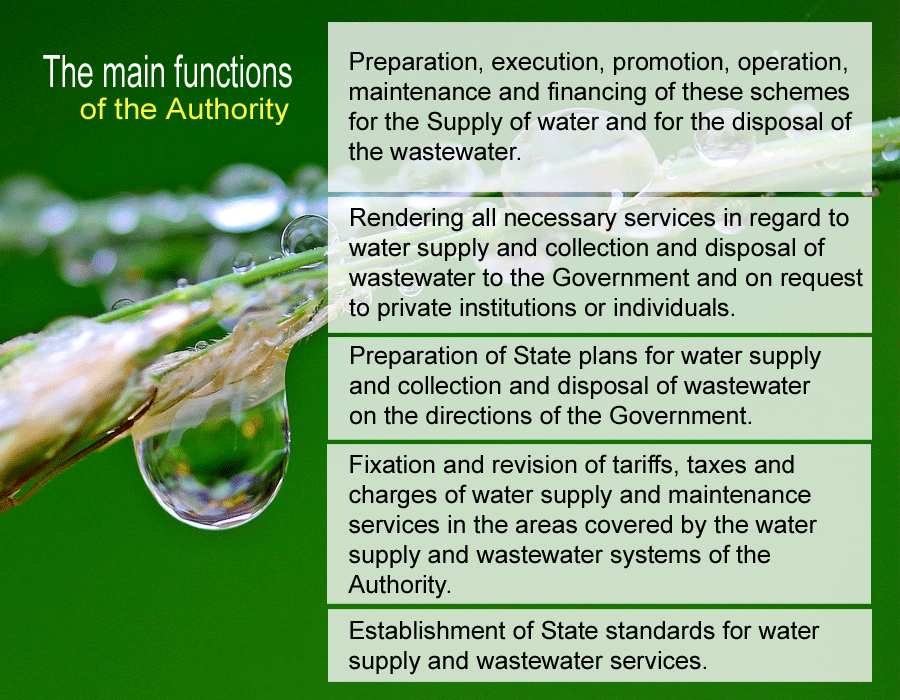 The main functions
of the Authority
Preparation, execution, promotion, operation,
maintenance and financing of these schemes
for the Supply of water and for the disposal of
the wastewater.
Rendering all necessary services in regard to
water supply and collection and disposal of
wastewater to the Government and on request
to private institutions or individuals.
Preparation of State plans for water supply
and collection and disposal of wastewater
on the directions of the Government.
Fixation and revision of tariffs, taxes and
charges of water supply and maintenance
services in the areas covered by the water
supply and wastewater systems of the
Authority.
Establishment of State standards for water
supply and wastewater services.